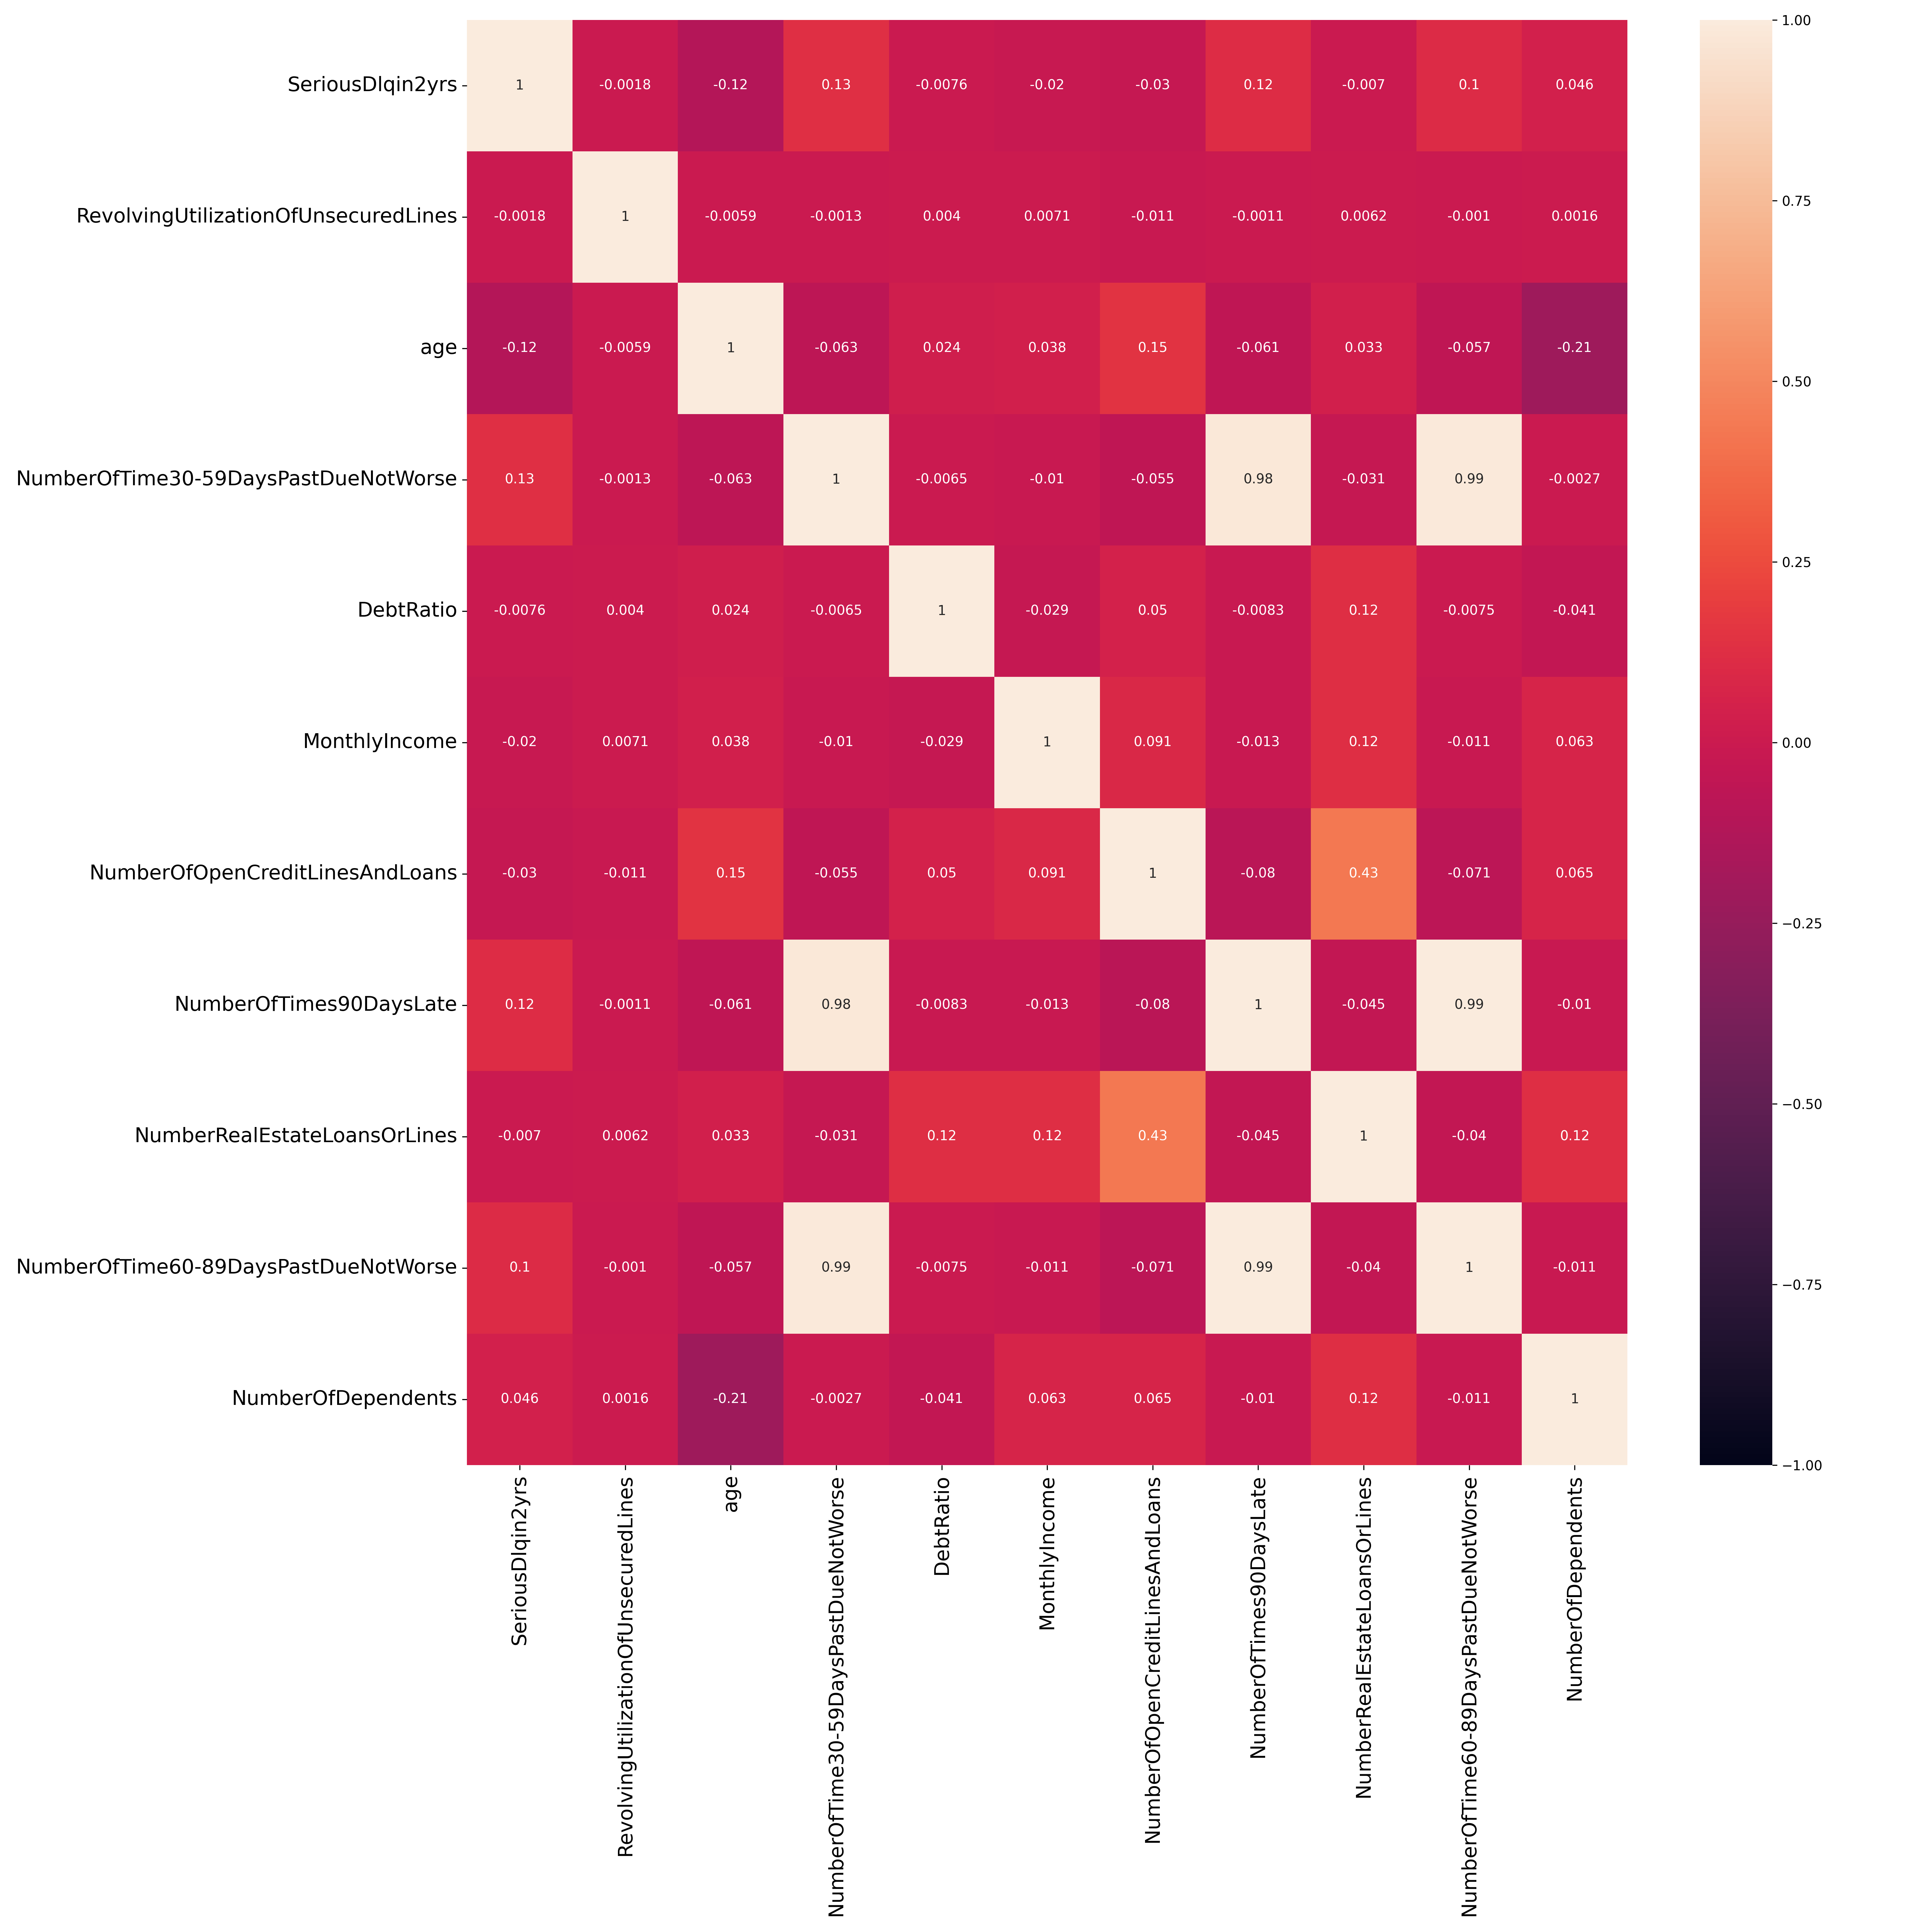 SeriousDlqin2yrs 1 -0.0018 -0.12 0.13 -0.0076 -0.02 -0.03 0.12 -0.007 0.1 0.046
RevolvingUtilizationOfUnsecuredLines -0.0018 1 -0.0059 -0.0013 0.004 0.0071 -0.011 -0.0011 0.0062 -0.001 0.0016
age -0.12 -0.0059 1 -0.063 0.024 0.038 0.15 -0.061 0.033 -0.057 -0.21
NumberOfTime30-59DaysPastDueNotWorse 0.13 -0.0013 -0.063 1 -0.0065 -0.01 -0.055 0.98 -0.031 0.99 -0.0027
DebtRatio -0.0076 0.004 0.024 -0.0065 1 -0.029 0.05 -0.0083 0.12 -0.0075 -0.041
MonthlyIncome -0.02 0.0071 0.038 -0.01 -0.029 1 0.091 -0.013 0.12 -0.011 0.063
NumberOfOpenCreditLinesAndLoans -0.03 -0.011 0.15 -0.055 0.05 0.091 1 -0.08 0.43 -0.071 0.065
NumberOfTimes90DaysLate 0.12 -0.0011 -0.061 0.98 -0.0083 -0.013 -0.08 1 -0.045 0.99 -0.01
NumberRealEstateLoansOrLines -0.007 0.0062 0.033 -0.031 0.12 0.12 0.43 -0.045 1 -0.04 0.12
NumberOfTime60-89DaysPastDueNotWorse 0.1 -0.001 -0.057 0.99 -0.0075 -0.011 -0.071 0.99 -0.04 1 -0.011
NumberOfDependents 0.046 0.0016 -0.21 -0.0027 -0.041 0.063 0.065 -0.01 0.12 -0.011 1
SeriousDlqin2yrs
RevolvingUtilizationOfUnsecuredLines
age
NumberOfTime30-59DaysPastDueNotWorse
DebtRatio
MonthlyIncome
NumberOfOpenCreditLinesAndLoans
NumberOfTimes90DaysLate
NumberRealEstateLoansOrLines
NumberOfTime60-89DaysPastDueNotWorse
NumberOfDependents
1.00
0.75
0.50
0.25
0.00
−0.25
−0.50
−0.75
−1.00